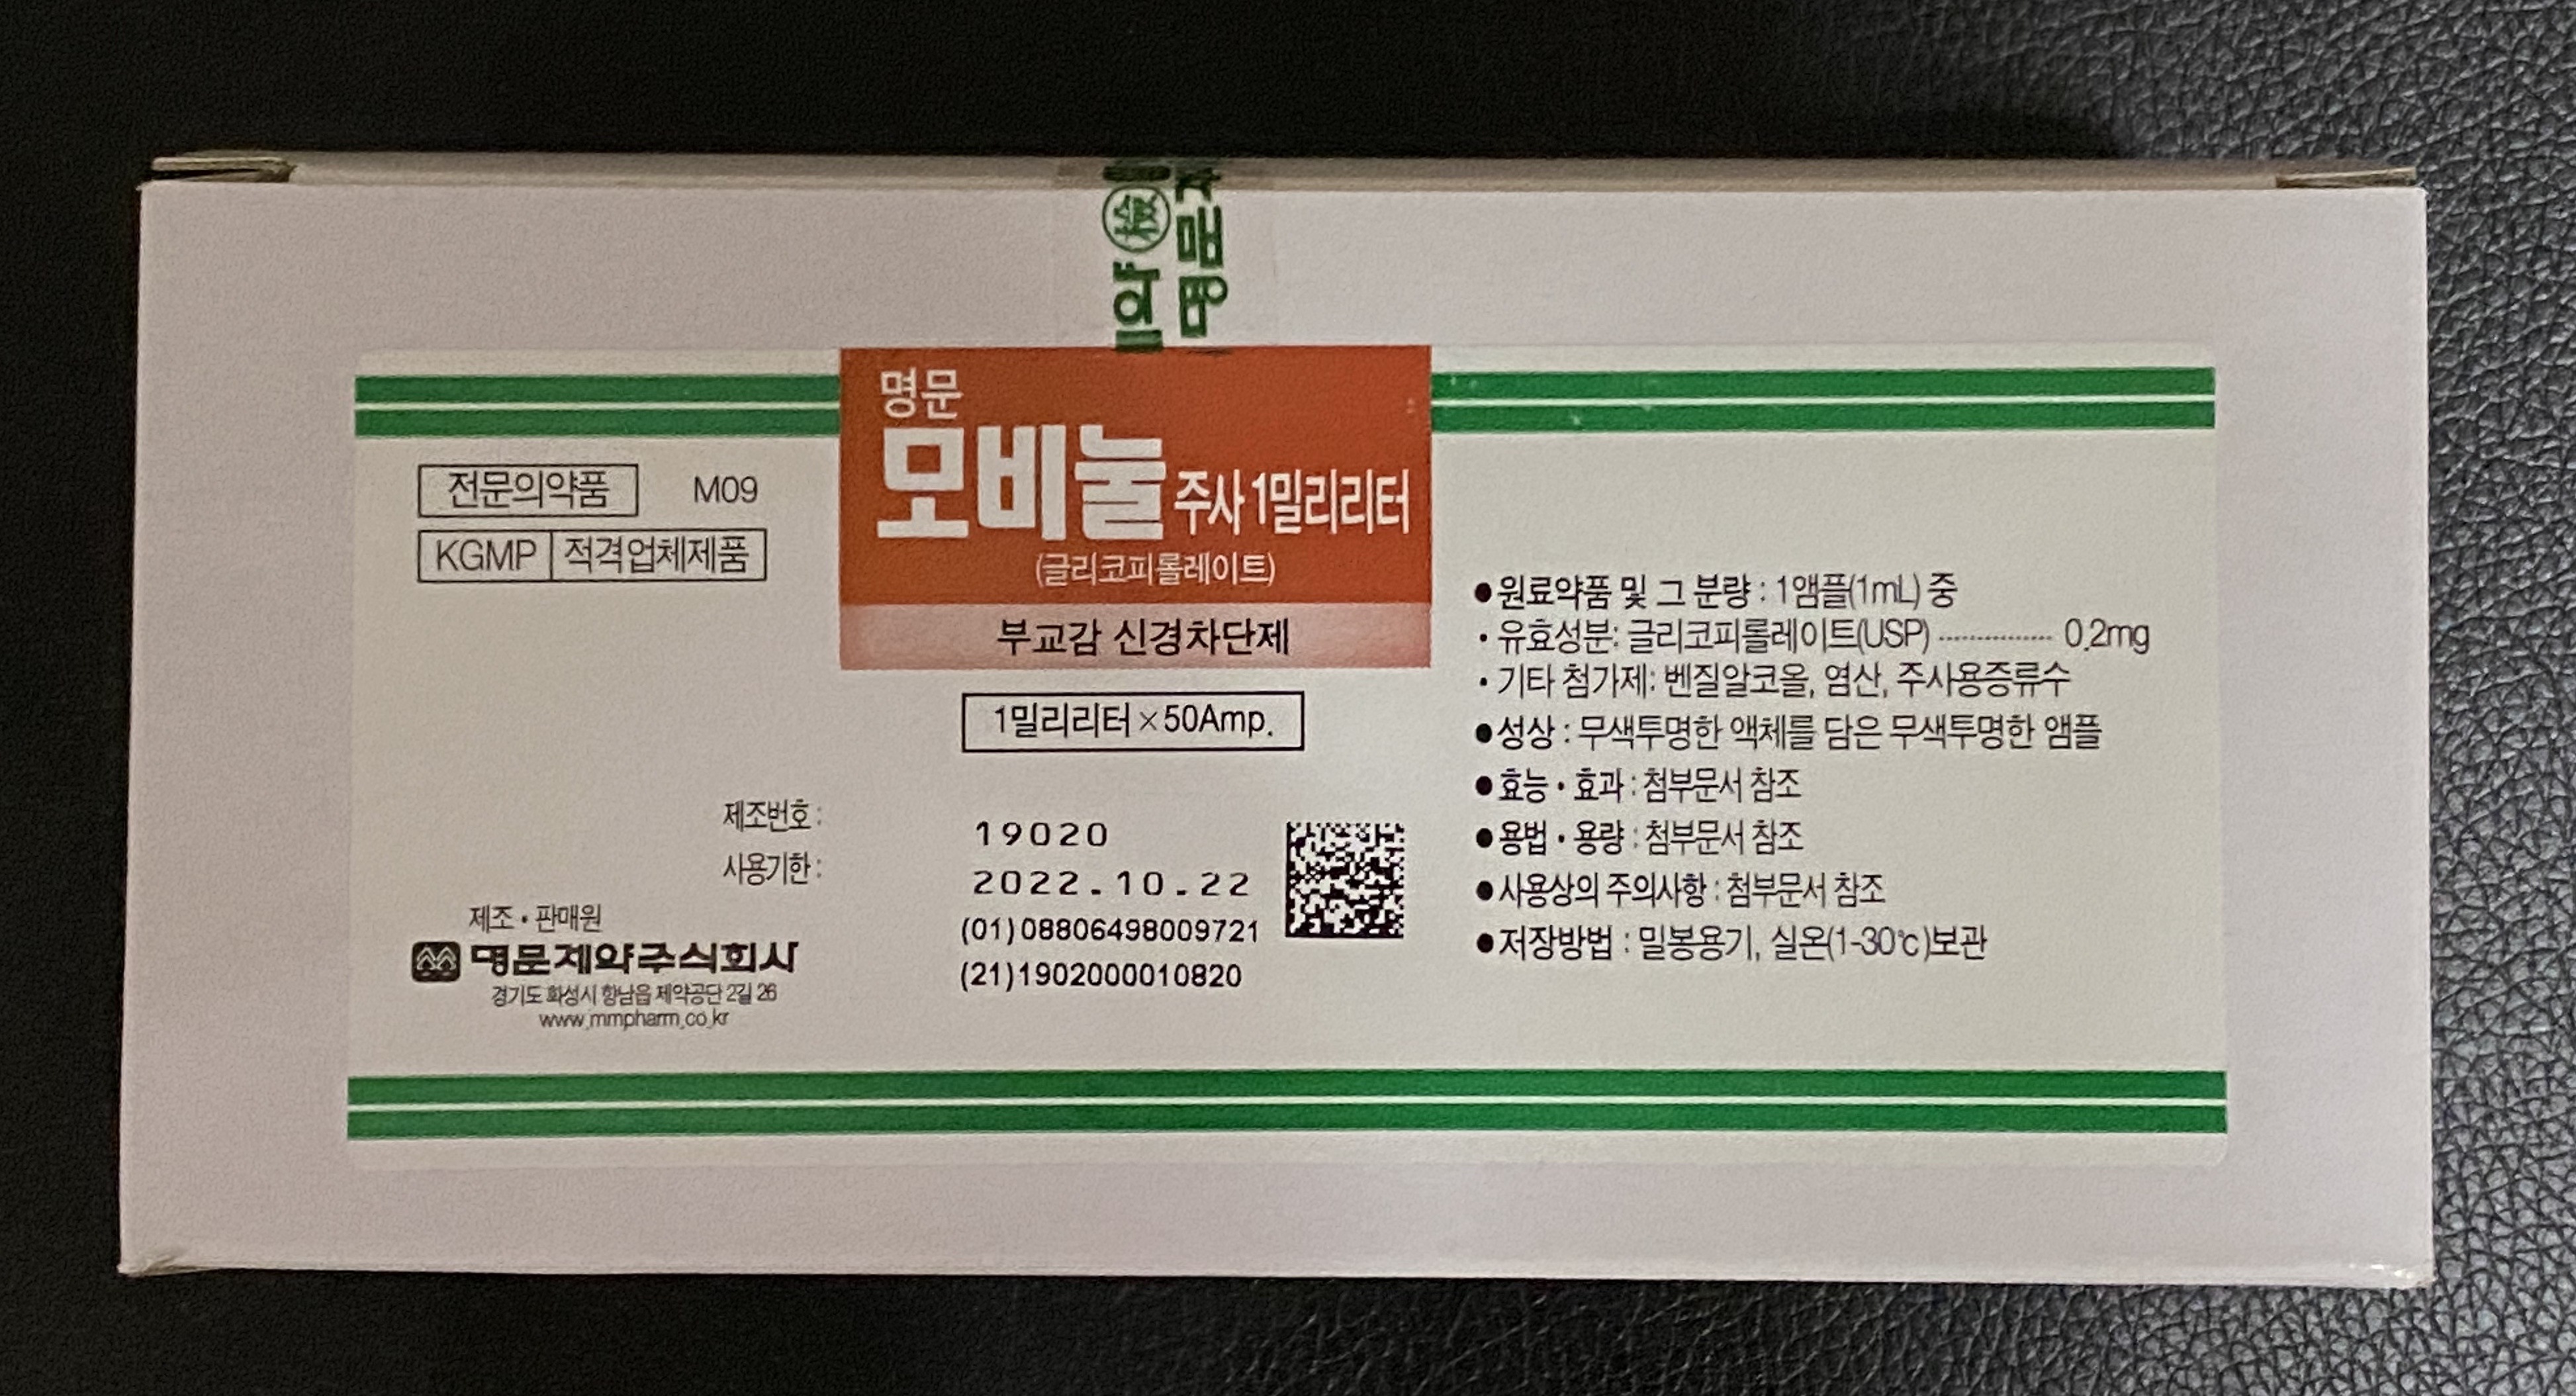 약 檢
명문
명문
모비눌 주사 1밀리리터
(글리코피롤레이트)
부교감 신경차단제
1밀리리터×50Amp.
전문의약품 M09
KGMP 적격업체제품
제조번호 : 19020
사용기한 : 2022.10.22
(01)08806498009721
(21)1902000010820
제조·판매원
명문제약주식회사
경기도 화성시 향남읍 제약공단 2길 26
www.mmpharm.co.kr
●원료약품 및 그 분량 : 1앰플(1mL) 중
·유효성분: 글리코피롤레이트(USP) ··············· 0.2mg
·기타 첨가제: 벤질알코올, 염산, 주사용증류수
●성상 : 무색투명한 액체를 담은 무색투명한 앰플
●효능·효과 : 첨부문서 참조
●용법·용량 : 첨부문서 참조
●사용상의 주의사항 : 첨부문서 참조
●저장방법 : 밀봉용기, 실온(1-30℃)보관